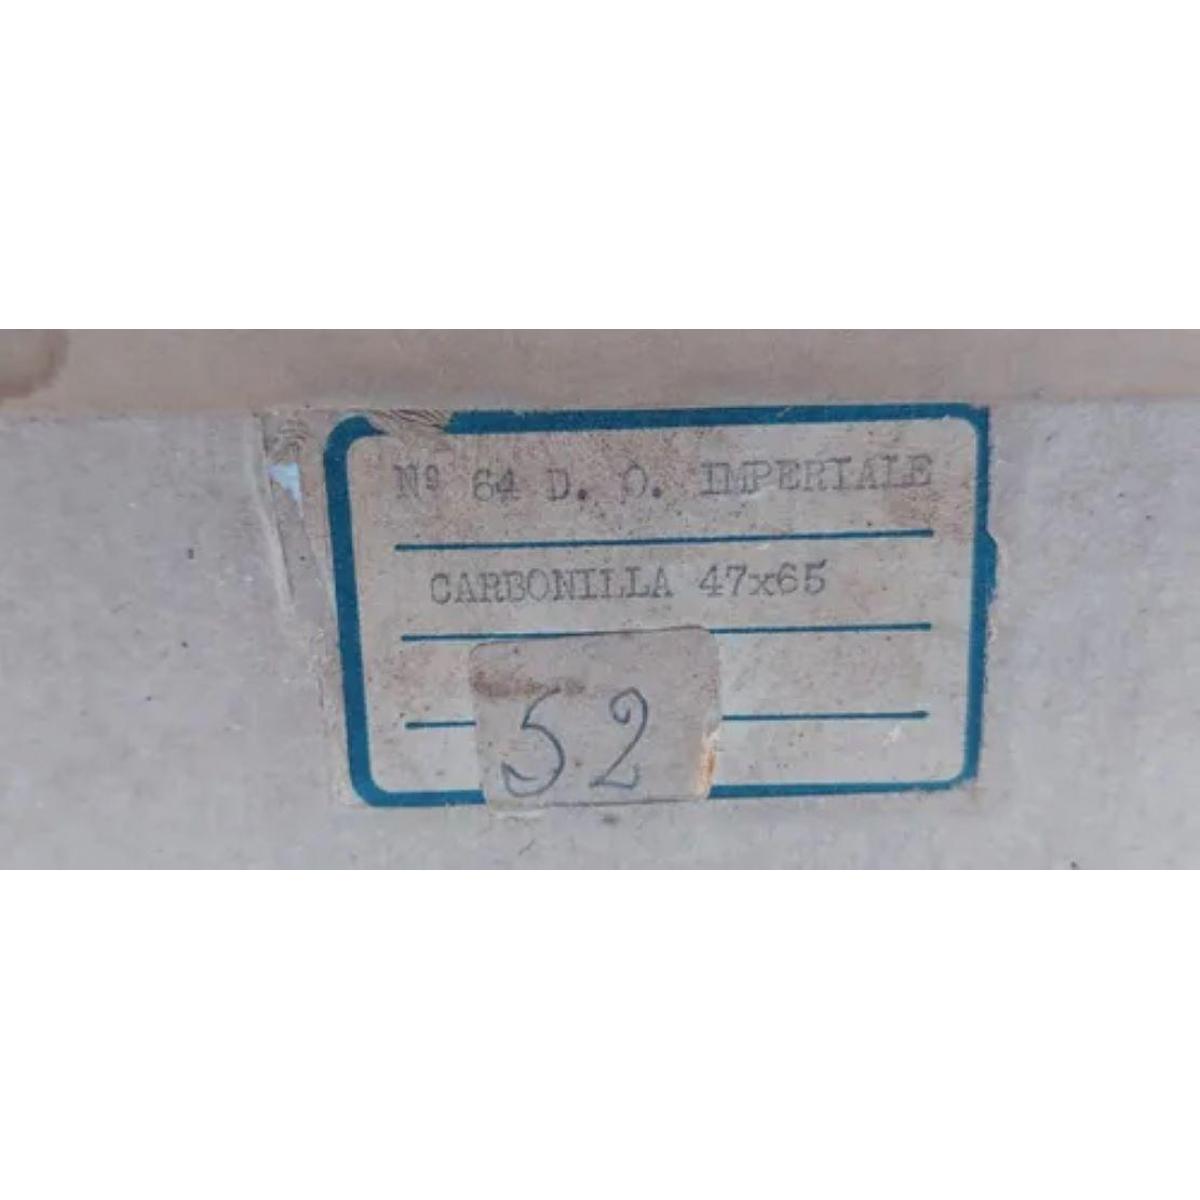 Nº 64 D. O. IMPERIALE
CARBONILLA 47x65
52